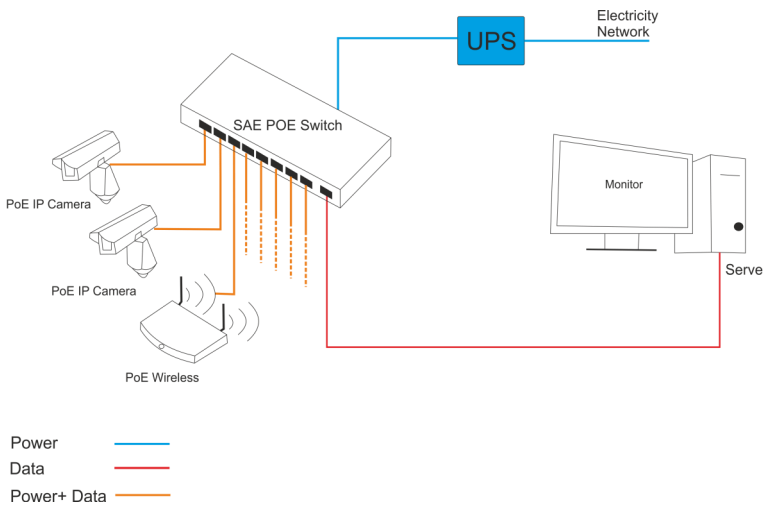 Electricity
Network
UPS
SAE POE Switch
Monitor
PoE IP Camera
Serve
PoE IP Camera
PoE Wireless
Power
Data
Power+ Data